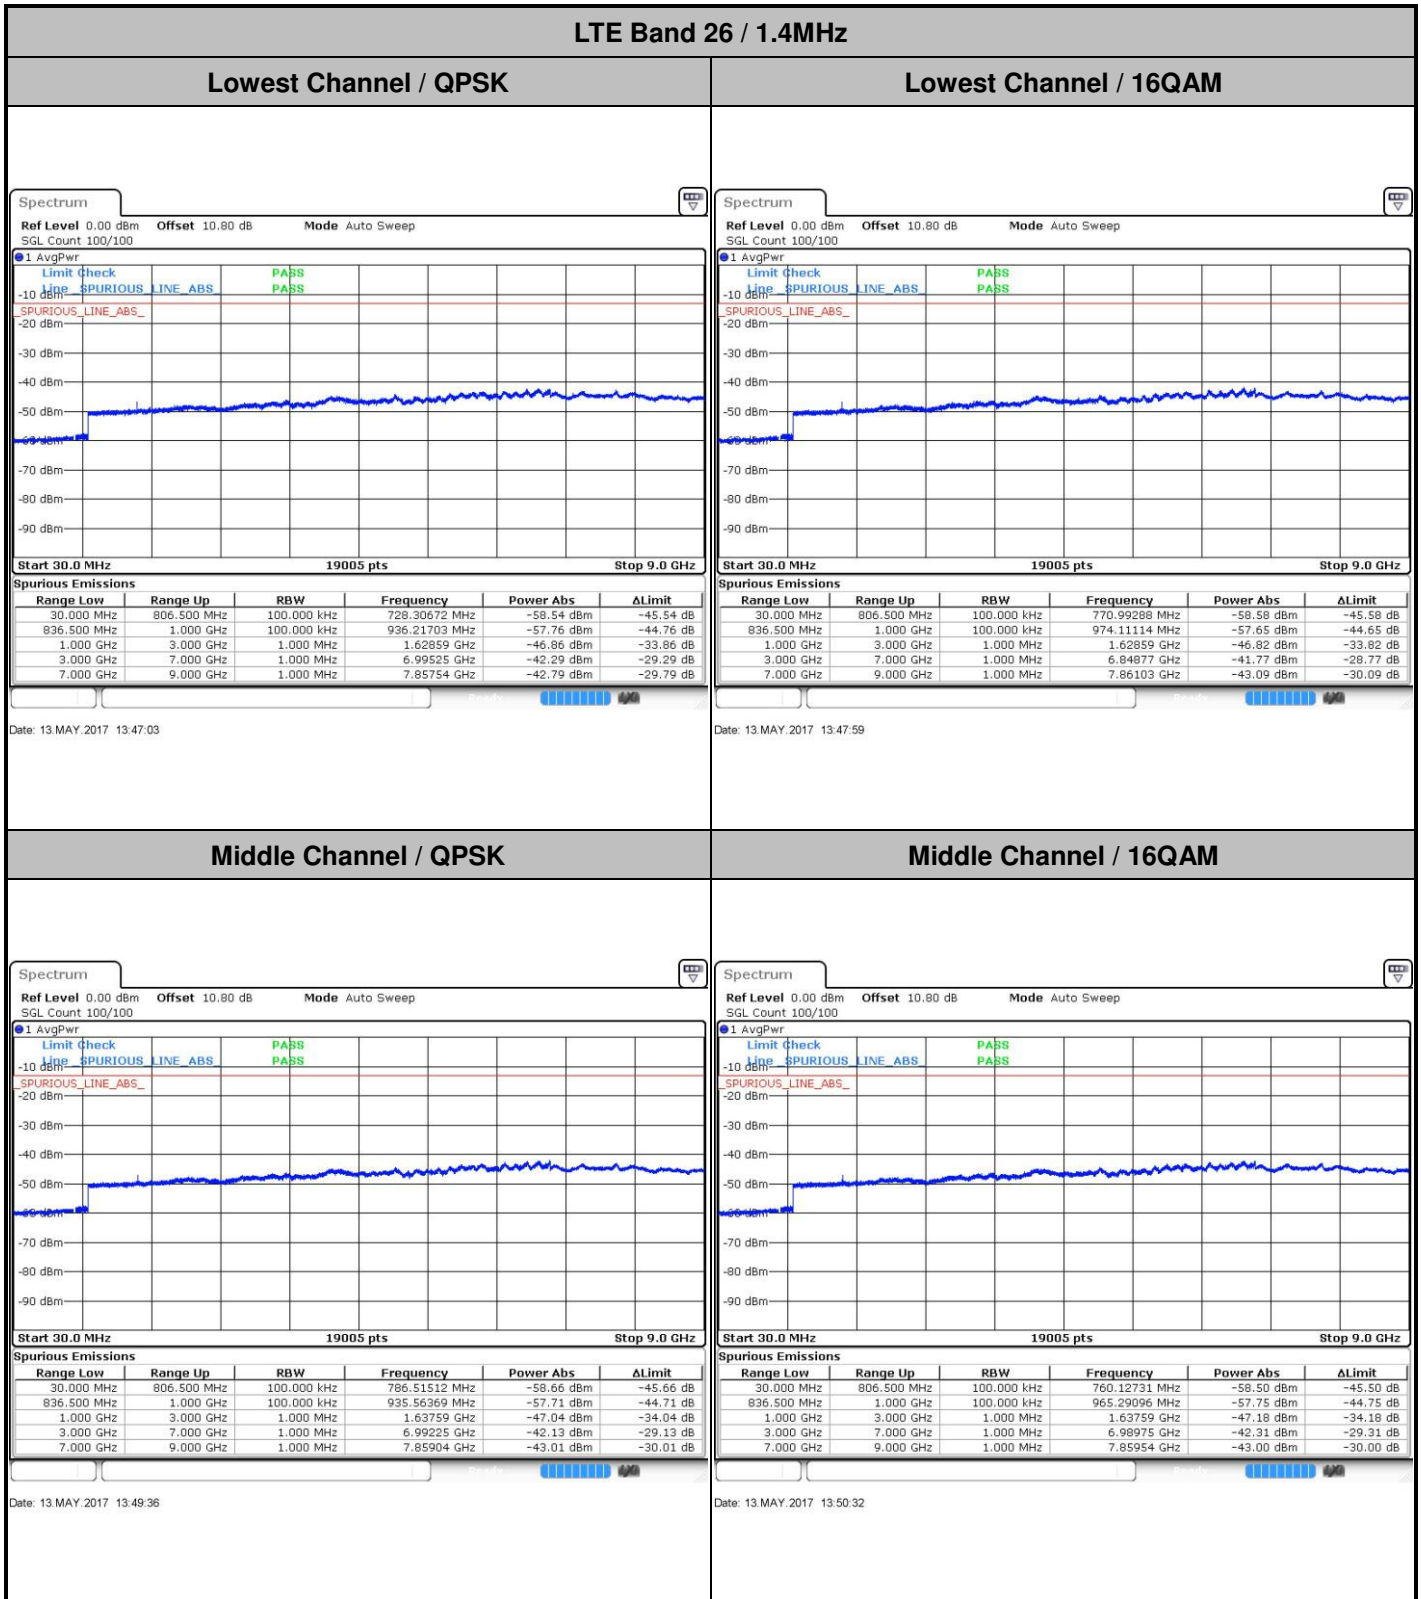 LTE Band 26 / 1.4MHz
Lowest Channel / QPSK
Lowest Channel / 16QAM
Spectrum
Ref Level 0.00 dBm Offset 10.80 dB Mode Auto Sweep
SGL Count 100/100
1 AvgPwr
Limit Check PASS
Line _SPURIOUS_LINE_ABS_ PASS
-10 dBm
_SPURIOUS_LINE_ABS_
-20 dBm
-30 dBm
-40 dBm
-50 dBm
-60 dBm
-70 dBm
-80 dBm
-90 dBm
Start 30.0 MHz 19005 pts Stop 9.0 GHz
Spurious Emissions
Range Low Range Up RBW Frequency Power Abs ΔLimit
30.000 MHz 806.500 MHz 100.000 kHz 728.30672 MHz -58.54 dBm -45.54 dB
836.500 MHz 1.000 GHz 100.000 kHz 936.21703 MHz -57.76 dBm -44.76 dB
1.000 GHz 3.000 GHz 1.000 MHz 1.62859 GHz -46.86 dBm -33.86 dB
3.000 GHz 7.000 GHz 1.000 MHz 6.99525 GHz -42.29 dBm -29.29 dB
7.000 GHz 9.000 GHz 1.000 MHz 7.85754 GHz -42.79 dBm -29.79 dB
Date: 13.MAY.2017 13:47:03
Spectrum
Ref Level 0.00 dBm Offset 10.80 dB Mode Auto Sweep
SGL Count 100/100
1 AvgPwr
Limit Check PASS
Line _SPURIOUS_LINE_ABS_ PASS
-10 dBm
_SPURIOUS_LINE_ABS_
-20 dBm
-30 dBm
-40 dBm
-50 dBm
-60 dBm
-70 dBm
-80 dBm
-90 dBm
Start 30.0 MHz 19005 pts Stop 9.0 GHz
Spurious Emissions
Range Low Range Up RBW Frequency Power Abs ΔLimit
30.000 MHz 806.500 MHz 100.000 kHz 770.99288 MHz -58.58 dBm -45.58 dB
836.500 MHz 1.000 GHz 100.000 kHz 974.11114 MHz -57.65 dBm -44.65 dB
1.000 GHz 3.000 GHz 1.000 MHz 1.62859 GHz -46.82 dBm -33.82 dB
3.000 GHz 7.000 GHz 1.000 MHz 6.84877 GHz -41.77 dBm -28.77 dB
7.000 GHz 9.000 GHz 1.000 MHz 7.86103 GHz -43.09 dBm -30.09 dB
Date: 13.MAY.2017 13:47:59
Middle Channel / QPSK
Middle Channel / 16QAM
Spectrum
Ref Level 0.00 dBm Offset 10.80 dB Mode Auto Sweep
SGL Count 100/100
1 AvgPwr
Limit Check PASS
Line _SPURIOUS_LINE_ABS_ PASS
-10 dBm
_SPURIOUS_LINE_ABS_
-20 dBm
-30 dBm
-40 dBm
-50 dBm
-60 dBm
-70 dBm
-80 dBm
-90 dBm
Start 30.0 MHz 19005 pts Stop 9.0 GHz
Spurious Emissions
Range Low Range Up RBW Frequency Power Abs ΔLimit
30.000 MHz 806.500 MHz 100.000 kHz 786.51512 MHz -58.66 dBm -45.66 dB
836.500 MHz 1.000 GHz 100.000 kHz 935.56369 MHz -57.71 dBm -44.71 dB
1.000 GHz 3.000 GHz 1.000 MHz 1.63759 GHz -47.04 dBm -34.04 dB
3.000 GHz 7.000 GHz 1.000 MHz 6.99225 GHz -42.13 dBm -29.13 dB
7.000 GHz 9.000 GHz 1.000 MHz 7.85904 GHz -43.01 dBm -30.01 dB
Date: 13.MAY.2017 13:49:36
Spectrum
Ref Level 0.00 dBm Offset 10.80 dB Mode Auto Sweep
SGL Count 100/100
1 AvgPwr
Limit Check PASS
Line _SPURIOUS_LINE_ABS_ PASS
-10 dBm
_SPURIOUS_LINE_ABS_
-20 dBm
-30 dBm
-40 dBm
-50 dBm
-60 dBm
-70 dBm
-80 dBm
-90 dBm
Start 30.0 MHz 19005 pts Stop 9.0 GHz
Spurious Emissions
Range Low Range Up RBW Frequency Power Abs ΔLimit
30.000 MHz 806.500 MHz 100.000 kHz 760.12731 MHz -58.50 dBm -45.50 dB
836.500 MHz 1.000 GHz 100.000 kHz 965.29096 MHz -57.75 dBm -44.75 dB
1.000 GHz 3.000 GHz 1.000 MHz 1.63759 GHz -47.18 dBm -34.18 dB
3.000 GHz 7.000 GHz 1.000 MHz 6.98975 GHz -42.31 dBm -29.31 dB
7.000 GHz 9.000 GHz 1.000 MHz 7.85954 GHz -43.00 dBm -30.00 dB
Date: 13.MAY.2017 13:50:32